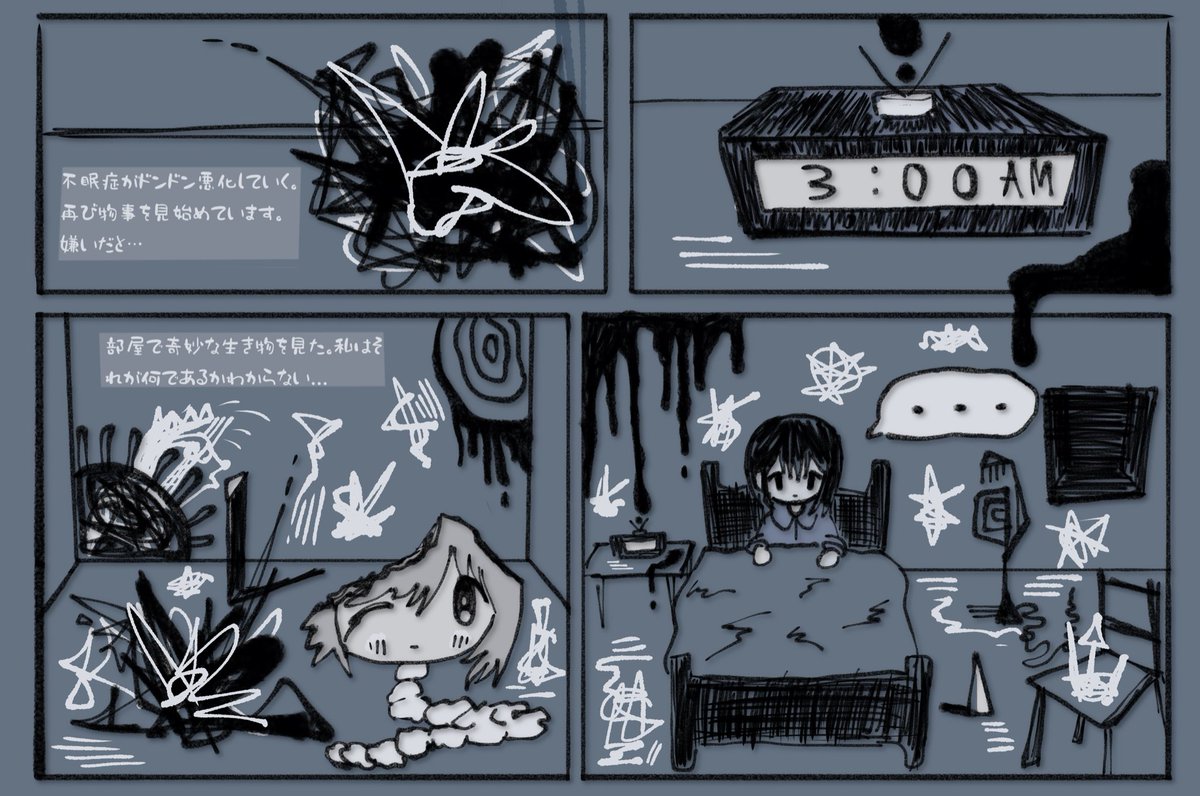 不眠症がドンドン悪化していく。
再び物事を見始めています。
嫌いだと…
3:00AM
部屋で奇妙な生き物を見た。私はそ
れが何であるかわからない…
...